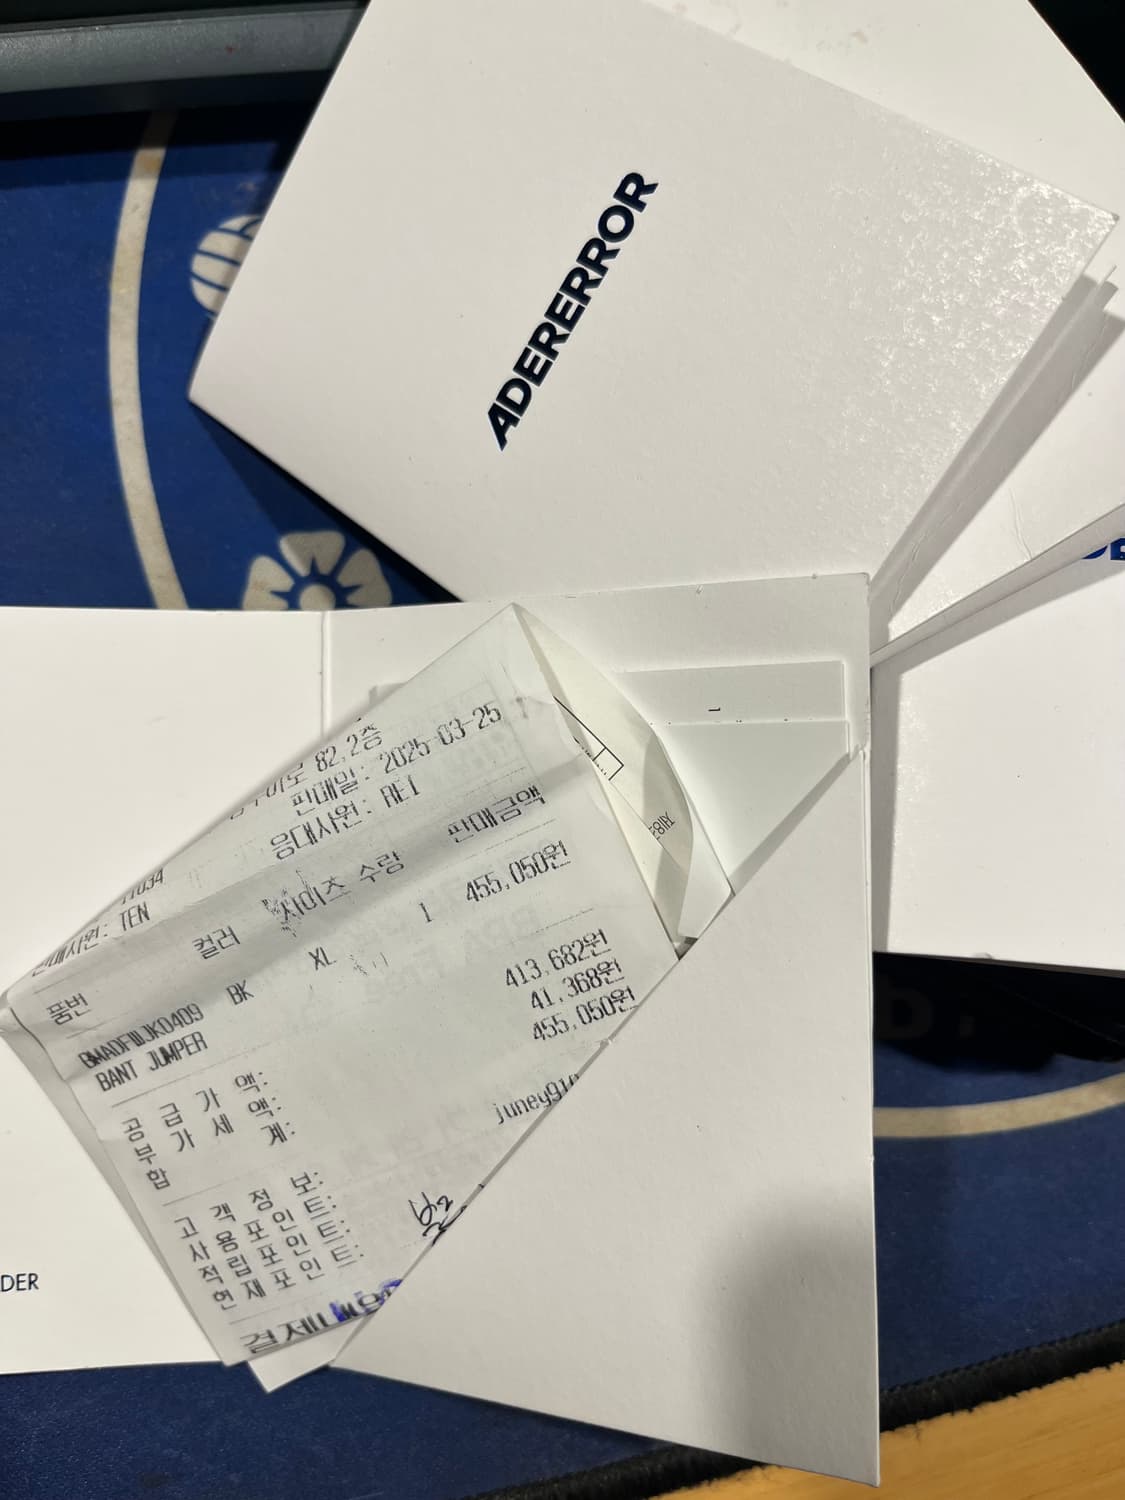 ADERERROR
82,2층
판매일: 2025-03-25
응대사원: REI
11034
판매사원: TEN
품번 컬러 사이즈 수량 판매금액
BK XL 1 455,050원
BANT JUMPER
공 급 가 액: 413,682원
부 가 세 액: 41,368원
합 계: 455,050원
고 객 정 보:
사 용 포 인 트:
적 립 포 인 트:
현 재 포 인 트:
DER